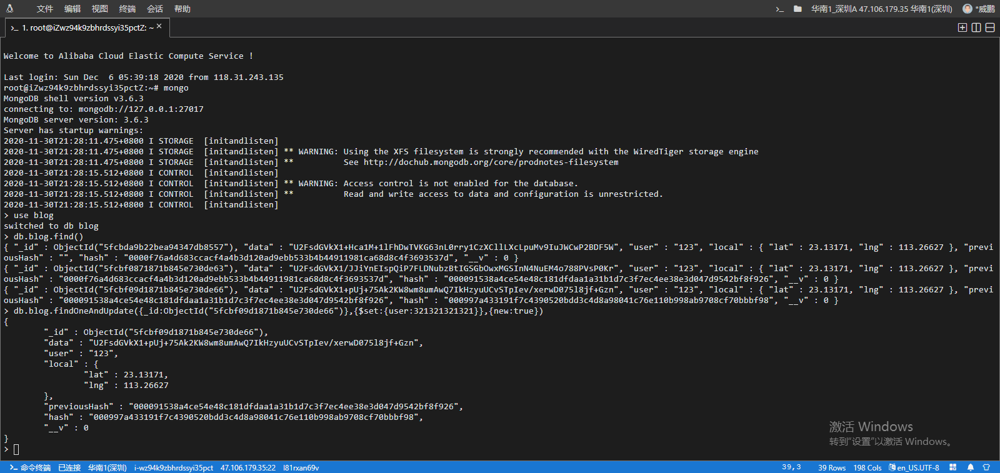 文件 编辑 视图 终端 会话 帮助
华南1_深圳A 47.106.179.35 华南1(深圳) *威鹏
1. root@iZwz94k9zbhrdssyi35pctZ: ~
Welcome to Alibaba Cloud Elastic Compute Service !
Last login: Sun Dec  6 05:39:18 2020 from 118.31.243.135
root@iZwz94k9zbhrdssyi35pctZ:~# mongo
MongoDB shell version v3.6.3
connecting to: mongodb://127.0.0.1:27017
MongoDB server version: 3.6.3
Server has startup warnings:
2020-11-30T21:28:11.475+0800 I STORAGE  [initandlisten]
2020-11-30T21:28:11.475+0800 I STORAGE  [initandlisten] ** WARNING: Using the XFS filesystem is strongly recommended with the WiredTiger storage engine
2020-11-30T21:28:11.475+0800 I STORAGE  [initandlisten] **          See http://dochub.mongodb.org/core/prodnotes-filesystem
2020-11-30T21:28:15.512+0800 I CONTROL  [initandlisten]
2020-11-30T21:28:15.512+0800 I CONTROL  [initandlisten] ** WARNING: Access control is not enabled for the database.
2020-11-30T21:28:15.512+0800 I CONTROL  [initandlisten] **          Read and write access to data and configuration is unrestricted.
2020-11-30T21:28:15.512+0800 I CONTROL  [initandlisten]
> use blog
switched to db blog
> db.blog.find()
{ "_id" : ObjectId("5fcbda9b22bea94347db8557"), "data" : "U2FsdGVkX1+Hca1M+1lFhDwTVKG63nL0rry1CzXCllLXcLpuMv9IuJWCwP2BDF5W", "user" : "123", "local" : { "lat" : 23.13171, "lng" : 113.26627 }, "previ
ousHash" : "", "hash" : "0000f76a4d683ccacf4a4b3d120ad9ebb533b4b44911981ca68d8c4f3693537d", "__v" : 0 }
{ "_id" : ObjectId("5fcbf0871871b845e730de63"), "data" : "U2FsdGVkX1/JJiYnEIspQiP7FLDNubzBtIGSGbOwxMGSInN4NuEM4o788PVsP0Kr", "user" : "123", "local" : { "lat" : 23.13171, "lng" : 113.26627 }, "previ
ousHash" : "0000f76a4d683ccacf4a4b3d120ad9ebb533b4b44911981ca68d8c4f3693537d", "hash" : "000091538a4ce54e48c181dfdaa1a31b1d7c3f7ec4ee38e3d047d9542bf8f926", "__v" : 0 }
{ "_id" : ObjectId("5fcbf09d1871b845e730de66"), "data" : "U2FsdGVkX1+pUj+75Ak2KW8wm8umAwQ7IkHzyuUCvSTpIev/xerwD075l8jf+Gzn", "user" : "123", "local" : { "lat" : 23.13171, "lng" : 113.26627 }, "previ
ousHash" : "000091538a4ce54e48c181dfdaa1a31b1d7c3f7ec4ee38e3d047d9542bf8f926", "hash" : "000997a433191f7c4390520bdd3c4d8a98041c76e110b998ab9708cf70bbbf98", "__v" : 0 }
> db.blog.findOneAndUpdate({_id:ObjectId("5fcbf09d1871b845e730de66")},{$set:{user:321321321321}},{new:true})
{
"_id" : ObjectId("5fcbf09d1871b845e730de66"),
"data" : "U2FsdGVkX1+pUj+75Ak2KW8wm8umAwQ7IkHzyuUCvSTpIev/xerwD075l8jf+Gzn",
"user" : "123",
"local" : {
"lat" : 23.13171,
"lng" : 113.26627
},
"previousHash" : "000091538a4ce54e48c181dfdaa1a31b1d7c3f7ec4ee38e3d047d9542bf8f926",
"hash" : "000997a433191f7c4390520bdd3c4d8a98041c76e110b998ab9708cf70bbbf98",
"__v" : 0
}
>
激活 Windows
转到"设置"以激活 Windows。
命令终端 已连接 华南1(深圳) i-wz94k9zbhrdssyi35pct 47.106.179.35:22 l81rxan69v 39,3 39 Rows 198 Cols en_US.UTF-8